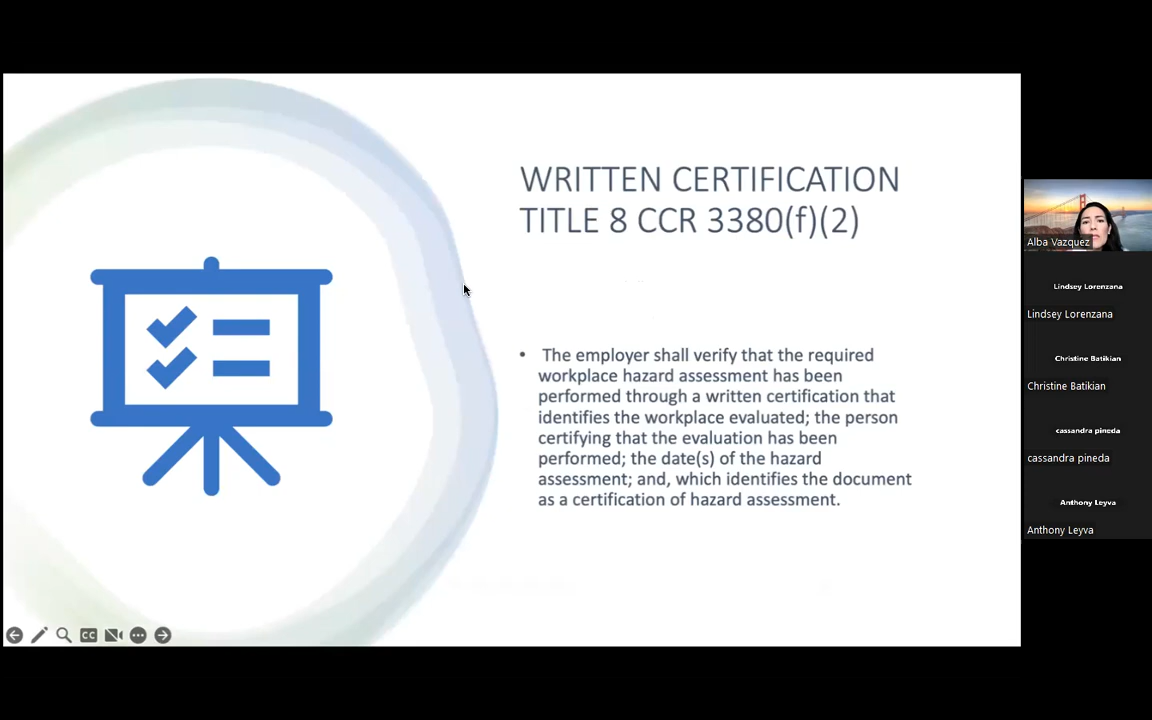 WRITTEN CERTIFICATION
TITLE 8 CCR 3380(f)(2)
• The employer shall verify that the required
workplace hazard assessment has been
performed through a written certification that
identifies the workplace evaluated; the person
certifying that the evaluation has been
performed; the date(s) of the hazard
assessment; and, which identifies the document
as a certification of hazard assessment.
CC
Alba Vazquez
Lindsey Lorenzana
Lindsey Lorenzana
Christine Batikian
Christine Batikian
cassandra pineda
cassandra pineda
Anthony Leyva
Anthony Leyva